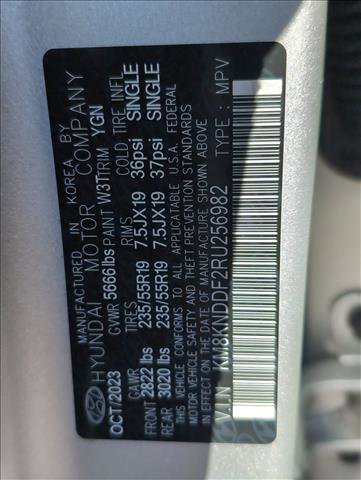 MANUFACTURED IN KOREA BY
HYUNDAI MOTOR COMPANY
OCT/2023 GVWR 5666 lbs PAINT W3T TRIM YGN
GAWR TIRES RIMS COLD TIRE INFL
FRONT 2822 lbs 235/55R19 7.5JX19 36psi SINGLE
REAR 3020 lbs 235/55R19 7.5JX19 37psi SINGLE
THIS VEHICLE CONFORMS TO ALL APPLICABLE U.S.A. FEDERAL
MOTOR VEHICLE SAFETY AND THEFT PREVENTION STANDARDS
IN EFFECT ON THE DATE OF MANUFACTURE SHOWN ABOVE
V.I.N : KM8KNDDF2RU256982 TYPE : MPV